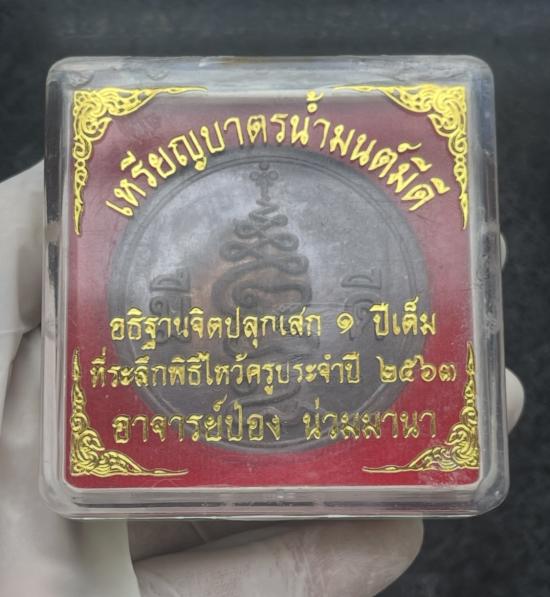 เหรียญบาตรน้ำมนต์มีดี
อธิฐานจิตปลุกเสก ๑ ปีเต็ม
ที่ระลึกพิธีไหว้ครูประจำปี ๒๕๖๓
อาจารย์ป๋อง น่วมมานา